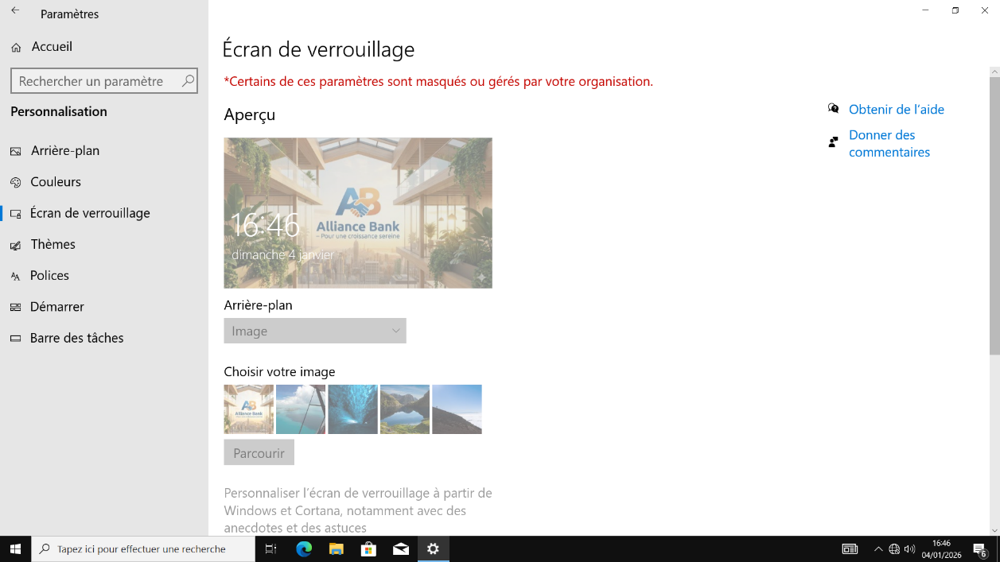 Paramètres
Accueil
Rechercher un paramètre
Personnalisation
Arrière-plan
Couleurs
Écran de verrouillage
Thèmes
Polices
Démarrer
Barre des tâches
Écran de verrouillage
*Certains de ces paramètres sont masqués ou gérés par votre organisation.
Aperçu
AB
Alliance Bank
– Pour une croissance sereine
16:46
dimanche 4 janvier
Arrière-plan
Image
Choisir votre image
AB
Alliance Bank
Parcourir
Personnaliser l’écran de verrouillage à partir de
Windows et Cortana, notamment avec des
anecdotes et des astuces
Obtenir de l’aide
Donner des
commentaires
Tapez ici pour effectuer une recherche
16:46
04/01/2026
6